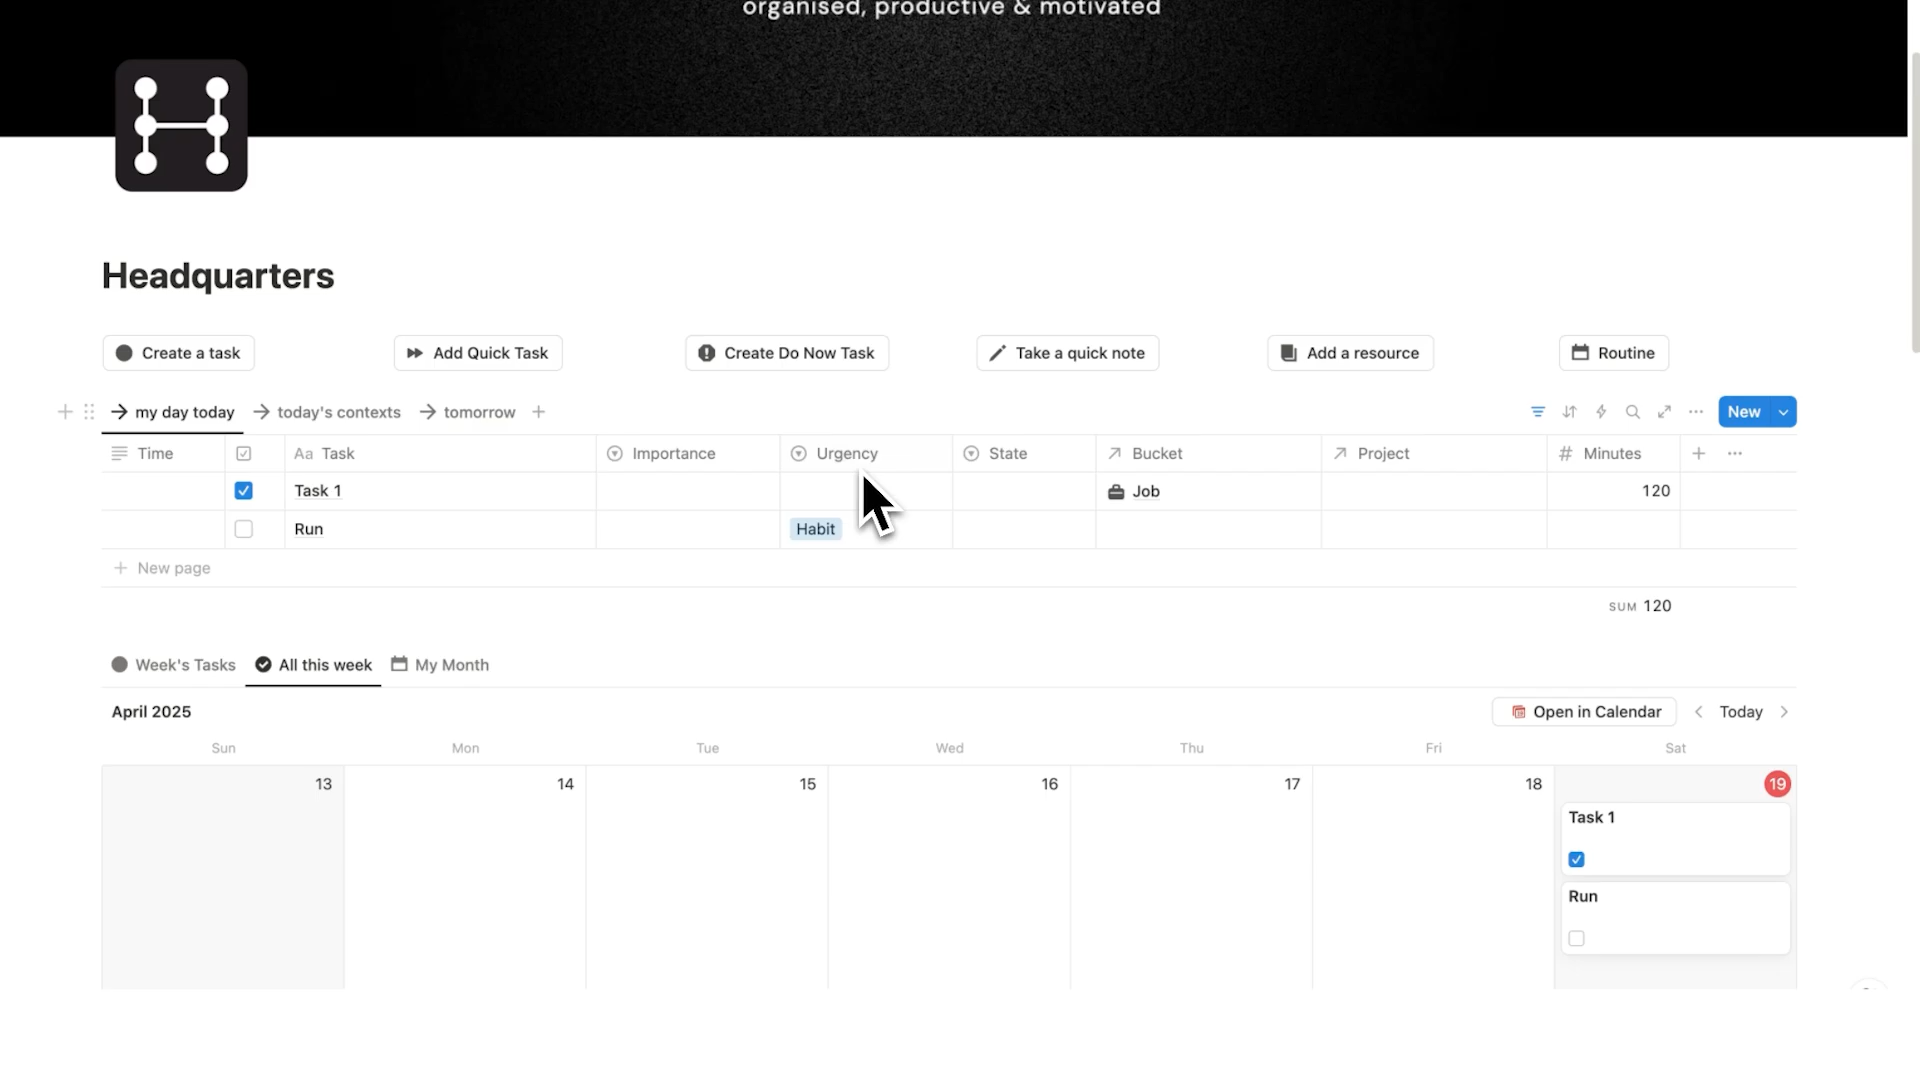 organised, productive & motivated
Headquarters
Create a task Add Quick Task Create Do Now Task Take a quick note Add a resource Routine
my day today today's contexts tomorrow New
Time Aa Task Importance Urgency State Bucket Project # Minutes
Task 1 Job 120
Run Habit
New page
SUM 120
Week's Tasks All this week My Month
April 2025 Open in Calendar Today
Sun Mon Tue Wed Thu Fri Sat
13 14 15 16 17 18 19
Task 1
Run